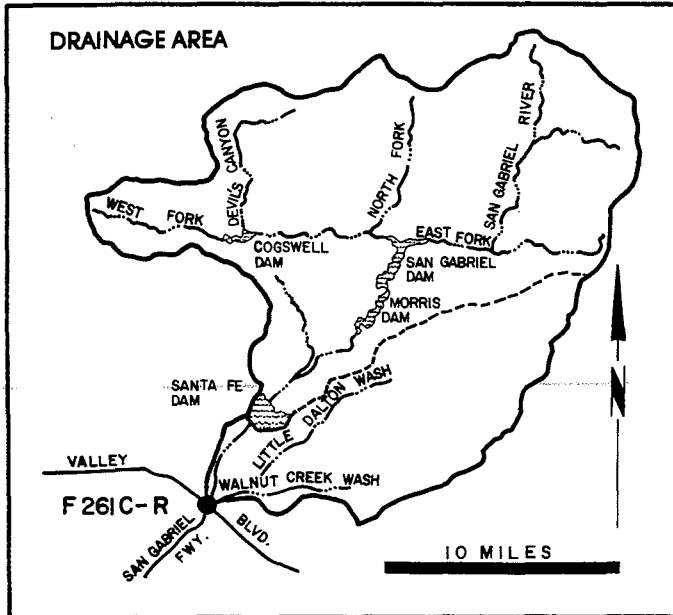 DRAINAGE AREA
WEST FORK
DEVIL'S CANYON
NORTH FORK
SAN GABRIEL RIVER
EAST FORK
COGSWELL
DAM
SAN GABRIEL
DAM
MORRIS
DAM
SANTA FE
DAM
LITTLE DALTON WASH
N
VALLEY
BLVD.
WALNUT CREEK WASH
F 261 C-R
SAN GABRIEL
FWY.
10 MILES